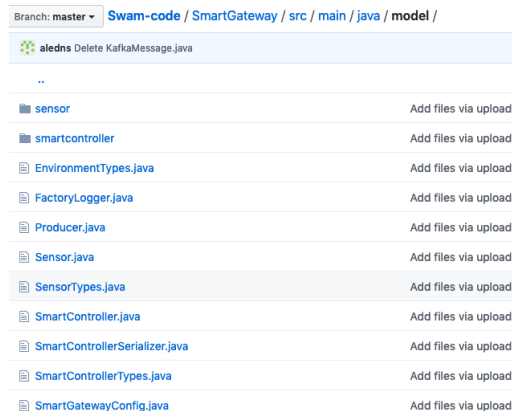 Branch: master Swam-code / SmartGateway / src / main / java / model /
aledns Delete KafkaMessage.java
..
sensor Add files via upload
smartcontroller Add files via upload
EnvironmentTypes.java Add files via upload
FactoryLogger.java Add files via upload
Producer.java Add files via upload
Sensor.java Add files via upload
SensorTypes.java Add files via upload
SmartController.java Add files via upload
SmartControllerSerializer.java Add files via upload
SmartControllerTypes.java Add files via upload
SmartGatewayConfig.java Add files via upload